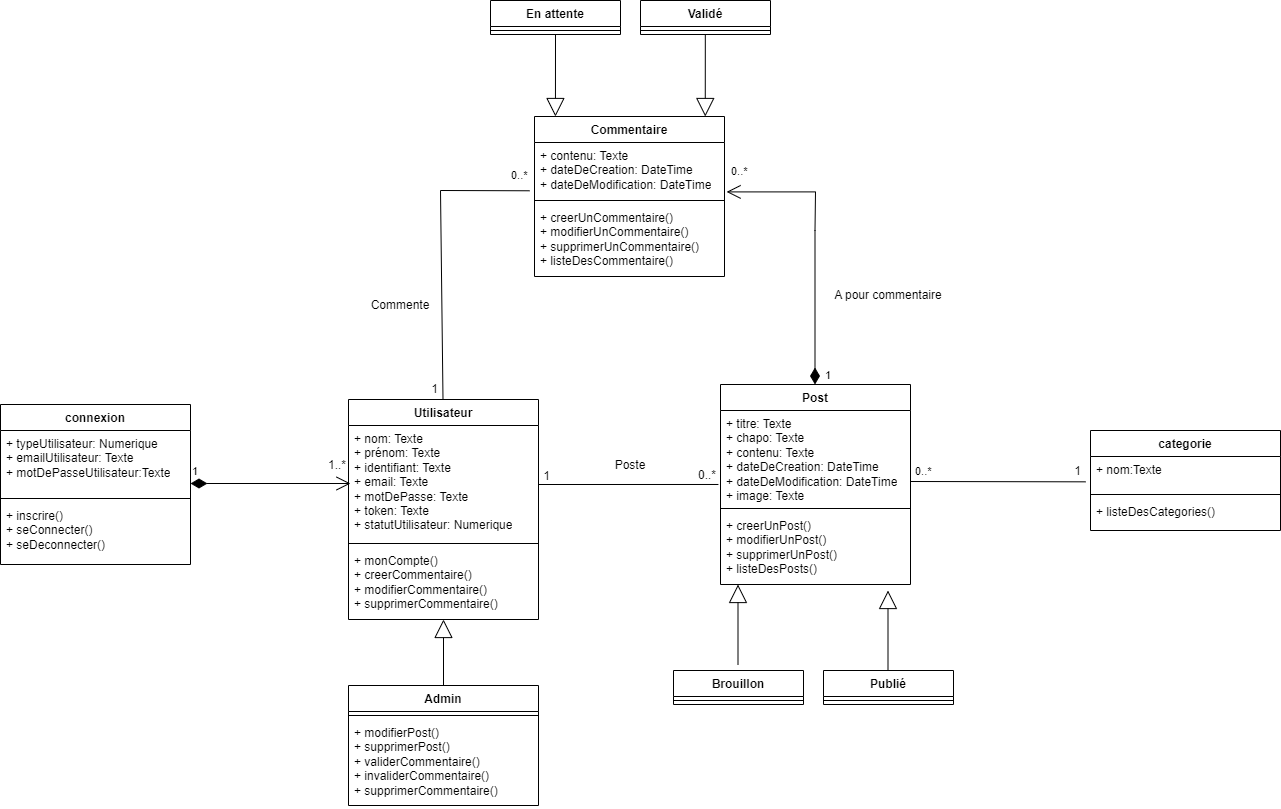 En attente
Validé
Commentaire
+ contenu: Texte
+ dateDeCreation: DateTime
+ dateDeModification: DateTime
+ creerUnCommentaire()
+ modifierUnCommentaire()
+ supprimerUnCommentaire()
+ listeDesCommentaire()
0..*
0..*
Commente
A pour commentaire
1
1
connexion
+ typeUtilisateur: Numerique
+ emailUtilisateur: Texte
+ motDePasseUtilisateur:Texte
+ inscrire()
+ seConnecter()
+ seDeconnecter()
1
1..*
Utilisateur
+ nom: Texte
+ prénom: Texte
+ identifiant: Texte
+ email: Texte
+ motDePasse: Texte
+ token: Texte
+ statutUtilisateur: Numerique
+ monCompte()
+ creerCommentaire()
+ modifierCommentaire()
+ supprimerCommentaire()
1
Poste
0..*
Post
+ titre: Texte
+ chapo: Texte
+ contenu: Texte
+ dateDeCreation: DateTime
+ dateDeModification: DateTime
+ image: Texte
+ creerUnPost()
+ modifierUnPost()
+ supprimerUnPost()
+ listeDesPosts()
0..*
1
categorie
+ nom:Texte
+ listeDesCategories()
Admin
+ modifierPost()
+ supprimerPost()
+ validerCommentaire()
+ invaliderCommentaire()
+ supprimerCommentaire()
Brouillon
Publié